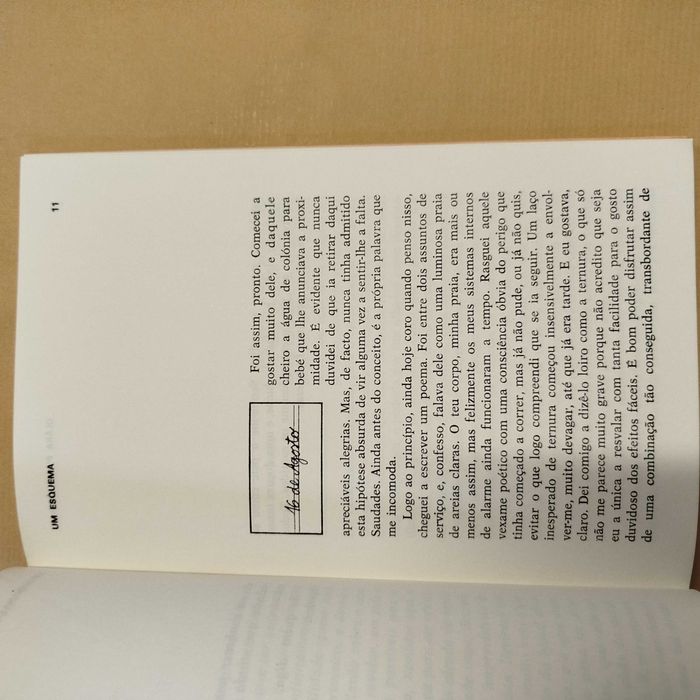 UM ESQUEMA 11
16 de Agosto
Foi assim, pronto. Comecei a
gostar muito dele, e daquele
cheiro a água de colónia para
bebé que lhe anunciava a proxi-
midade. É evidente que nunca
duvidei de que ia retirar daquí
apreciáveis alegrias. Mas, de facto, nunca tinha admitido
esta hipótese absurda de vir alguma vez a sentir-lhe a falta.
Saudades. Ainda antes do conceito, é a própria palavra que
me incomoda.
Logo ao princípio, ainda hoje coro quando penso nisso,
cheguei a escrever um poema. Foi entre dois assuntos de
serviço, e, confesso, falava dele como uma luminosa praia
de areias claras. O teu corpo, minha praia, era mais ou
menos assim, mas felizmente os meus sistemas internos
de alarme ainda funcionaram a tempo. Rasguei aquele
vexame poético com uma consciência óbvia do perigo que
tinha começado a correr, mas já não pude, ou já não quis,
evitar o que logo compreendi que se ia seguir. Um laço
inesperado de ternura começou insensivelmente a envol-
ver-me, muito devagar, até que já era tarde. E eu gostava,
claro. Dei comigo a dizê-lo loiro como a ternura, o que só
não me parece muito grave porque não acredito que seja
eu a única a resvalar com tanta facilidade para o gosto
duvidoso dos efeitos fáceis. É bom poder disfrutar assim
de uma combinação tão conseguida, transbordante de